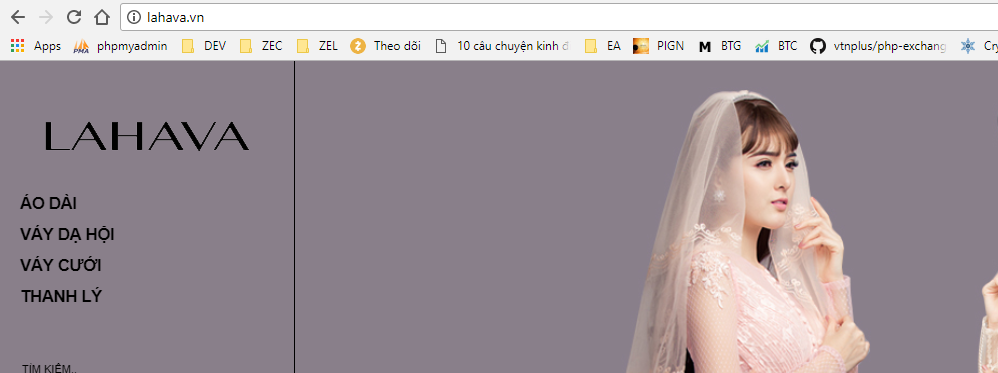 lahava.vn
Apps phpmyadmin DEV ZEC ZEL Theo dõi 10 câu chuyện kinh EA PIGN BTG BTC vtnplus/php-exchang
LAHAVA
ÁO DÀI
VÁY DẠ HỘI
VÁY CƯỚI
THANH LÝ
TÌM KIẾM..